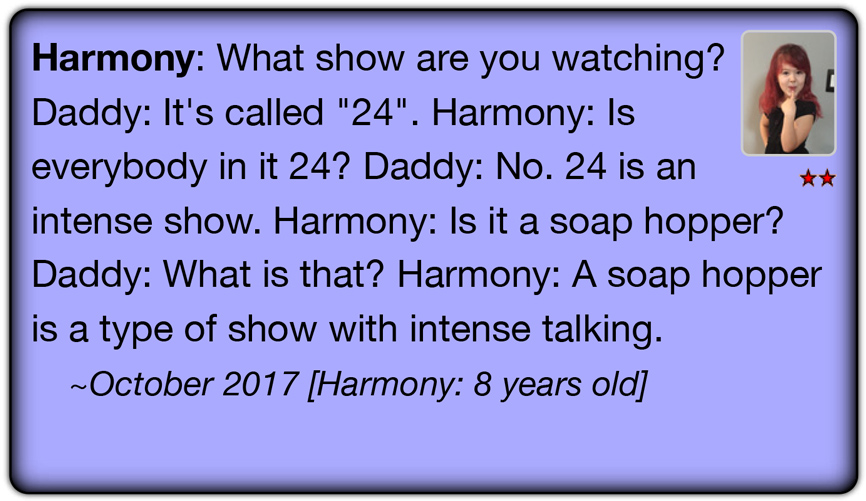 Harmony: What show are you watching?
Daddy: It's called "24". Harmony: Is
everybody in it 24? Daddy: No. 24 is an
intense show. Harmony: Is it a soap hopper?
Daddy: What is that? Harmony: A soap hopper
is a type of show with intense talking.
~October 2017 [Harmony: 8 years old]